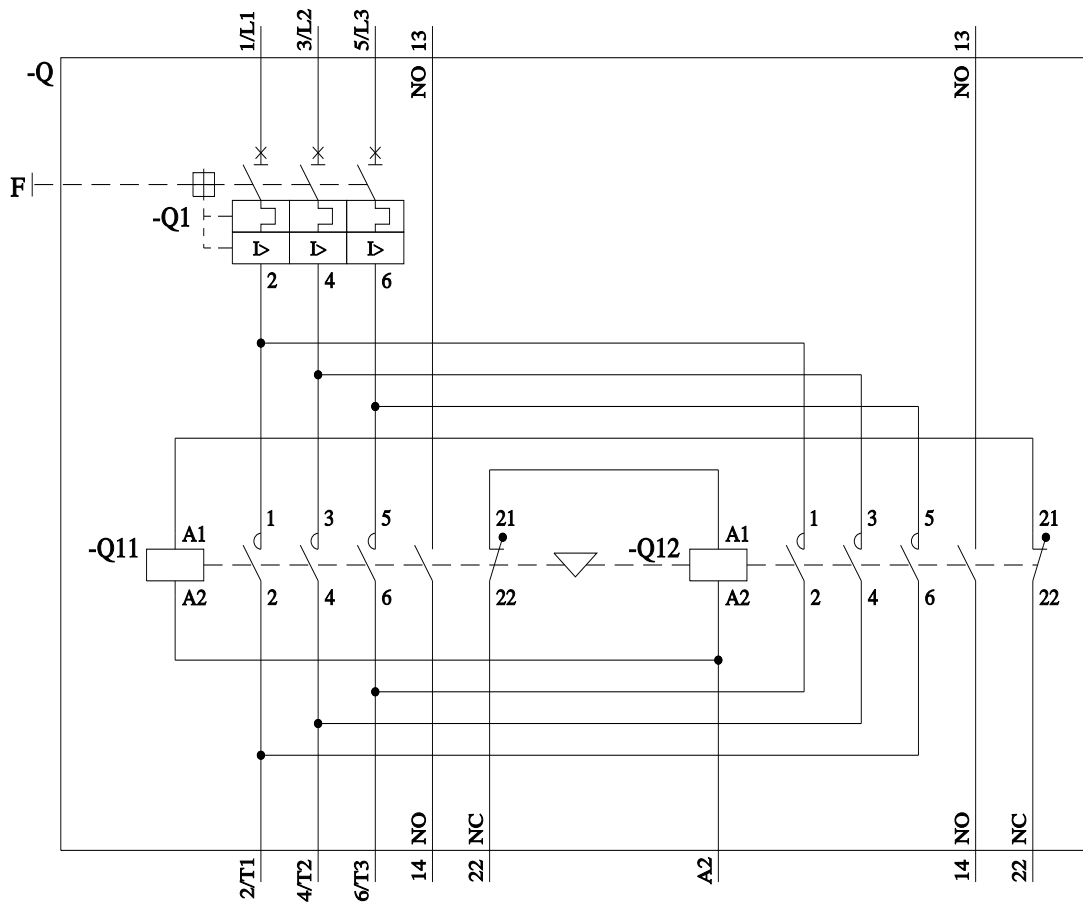 1/L1 3/L2 5/L3 13 13
-Q NO NO
F
-Q1
I> I> I>
2 4 6
1 3 5 21 1 3 5 21
-Q11 A1 -Q12 A1
A2 2 4 6 22 A2 2 4 6 22
NO NC NO NC
2/T1 4/T2 6/T3 14 22 A2 14 22